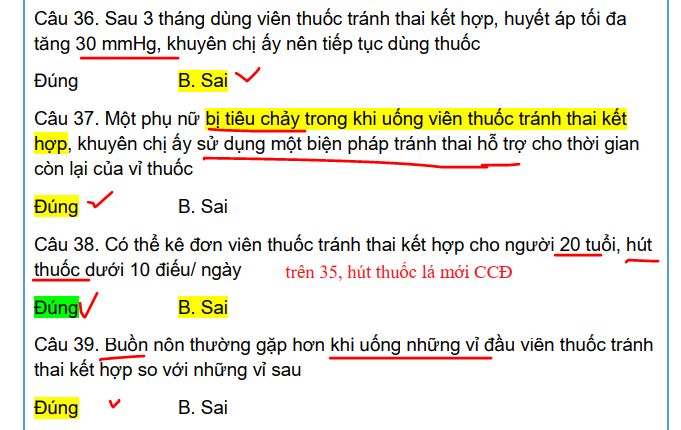 Câu 36. Sau 3 tháng dùng viên thuốc tránh thai kết hợp, huyết áp tối đa
tăng 30 mmHg, khuyên chị ấy nên tiếp tục dùng thuốc
Đúng B. Sai
Câu 37. Một phụ nữ bị tiêu chảy trong khi uống viên thuốc tránh thai kết
hợp, khuyên chị ấy sử dụng một biện pháp tránh thai hỗ trợ cho thời gian
còn lại của vỉ thuốc
Đúng B. Sai
Câu 38. Có thể kê đơn viên thuốc tránh thai kết hợp cho người 20 tuổi, hút
thuốc dưới 10 điếu/ ngày trên 35, hút thuốc lá mới CCĐ
Đúng B. Sai
Câu 39. Buồn nôn thường gặp hơn khi uống những vỉ đầu viên thuốc tránh
thai kết hợp so với những vỉ sau
Đúng B. Sai